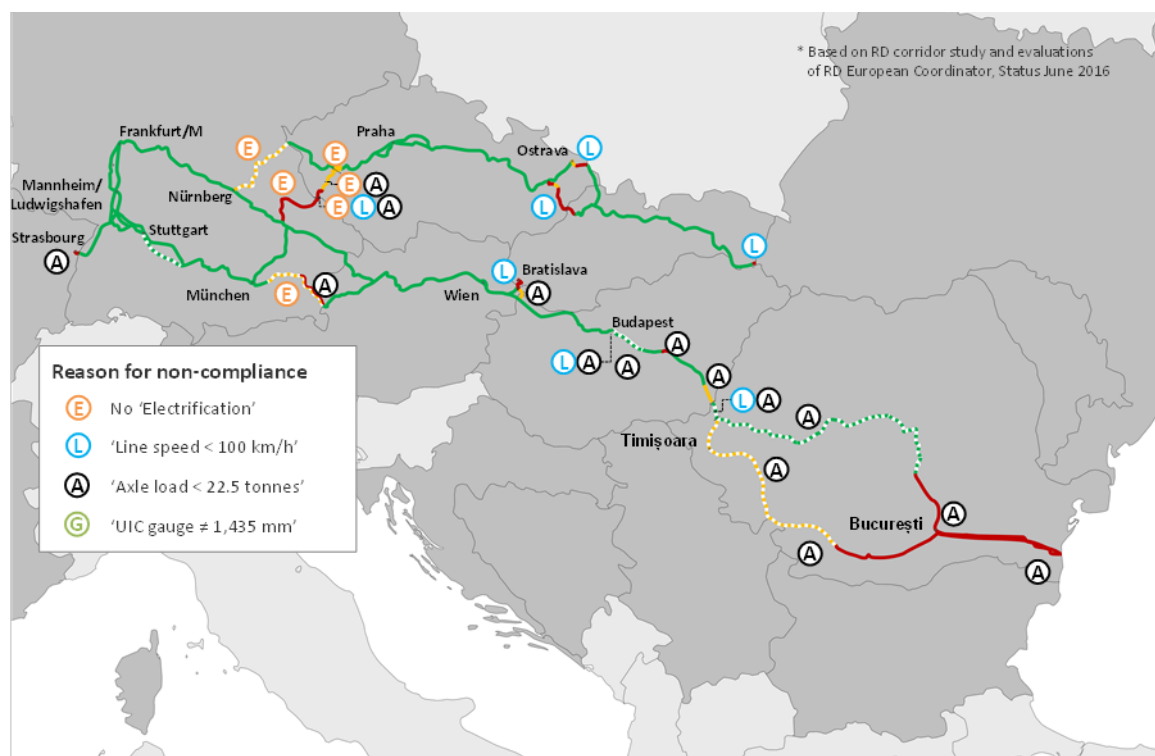 * Based on RD corridor study and evaluations
of RD European Coordinator, Status June 2016
Frankfurt/M
Praha
Ostrava
L
E
E
Mannheim/
Ludwigshafen
Nürnberg
E
E A
E L A
L
Strasbourg
A
Stuttgart
L
München
E
A
Wien
L
Bratislava
A
Budapest
L A
A
A
A
L A
A
Timişoara
A
Bucureşti
A
A
A
Reason for non-compliance
E No 'Electrification'
L 'Line speed < 100 km/h'
A 'Axle load < 22.5 tonnes'
G 'UIC gauge ≠ 1,435 mm'